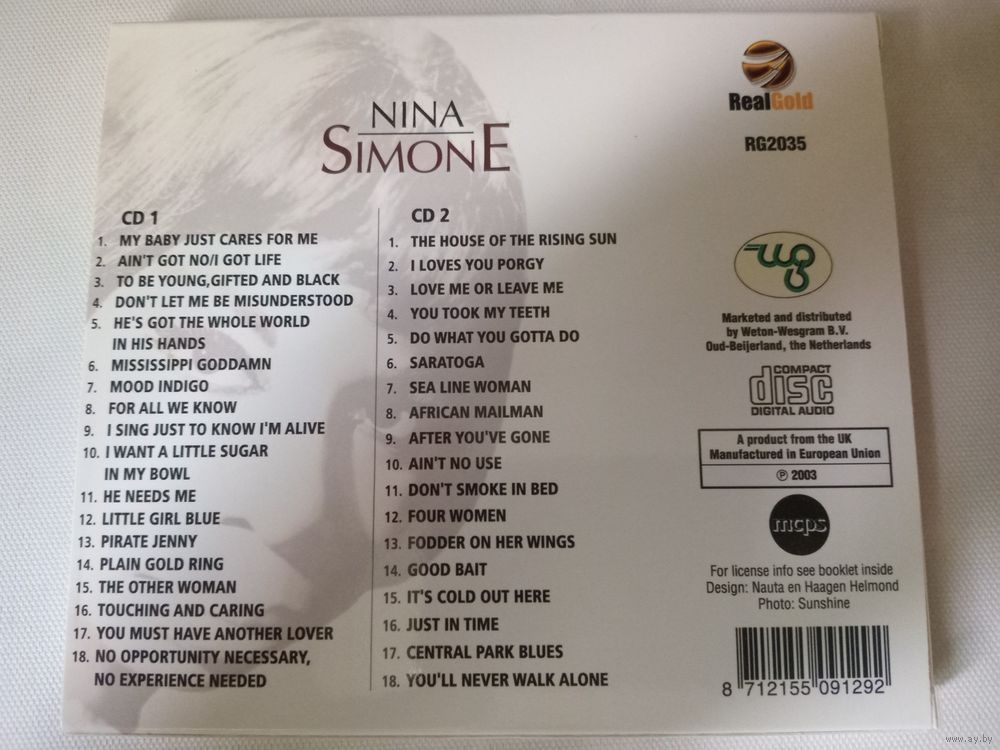 NINA
SIMONE
CD 1
1. MY BABY JUST CARES FOR ME
2. AIN'T GOT NO/I GOT LIFE
3. TO BE YOUNG,GIFTED AND BLACK
4. DON'T LET ME BE MISUNDERSTOOD
5. HE'S GOT THE WHOLE WORLD
IN HIS HANDS
6. MISSISSIPPI GODDAMN
7. MOOD INDIGO
8. FOR ALL WE KNOW
9. I SING JUST TO KNOW I'M ALIVE
10. I WANT A LITTLE SUGAR
IN MY BOWL
11. HE NEEDS ME
12. LITTLE GIRL BLUE
13. PIRATE JENNY
14. PLAIN GOLD RING
15. THE OTHER WOMAN
16. TOUCHING AND CARING
17. YOU MUST HAVE ANOTHER LOVER
18. NO OPPORTUNITY NECESSARY,
NO EXPERIENCE NEEDED
CD 2
1. THE HOUSE OF THE RISING SUN
2. I LOVES YOU PORGY
3. LOVE ME OR LEAVE ME
4. YOU TOOK MY TEETH
5. DO WHAT YOU GOTTA DO
6. SARATOGA
7. SEA LINE WOMAN
8. AFRICAN MAILMAN
9. AFTER YOU'VE GONE
10. AIN'T NO USE
11. DON'T SMOKE IN BED
12. FOUR WOMEN
13. FODDER ON HER WINGS
14. GOOD BAIT
15. IT'S COLD OUT HERE
16. JUST IN TIME
17. CENTRAL PARK BLUES
18. YOU'LL NEVER WALK ALONE
RealGold
RG2035
wg
Marketed and distributed
by Weton-Wesgram B.V.
Oud-Beijerland, the Netherlands
COMPACT
disc
DIGITAL AUDIO
A product from the UK
Manufactured in European Union
℗ 2003
mcps
For license info see booklet inside
Design: Nauta en Haagen Helmond
Photo: Sunshine
8 712155 091292
www.ay.by